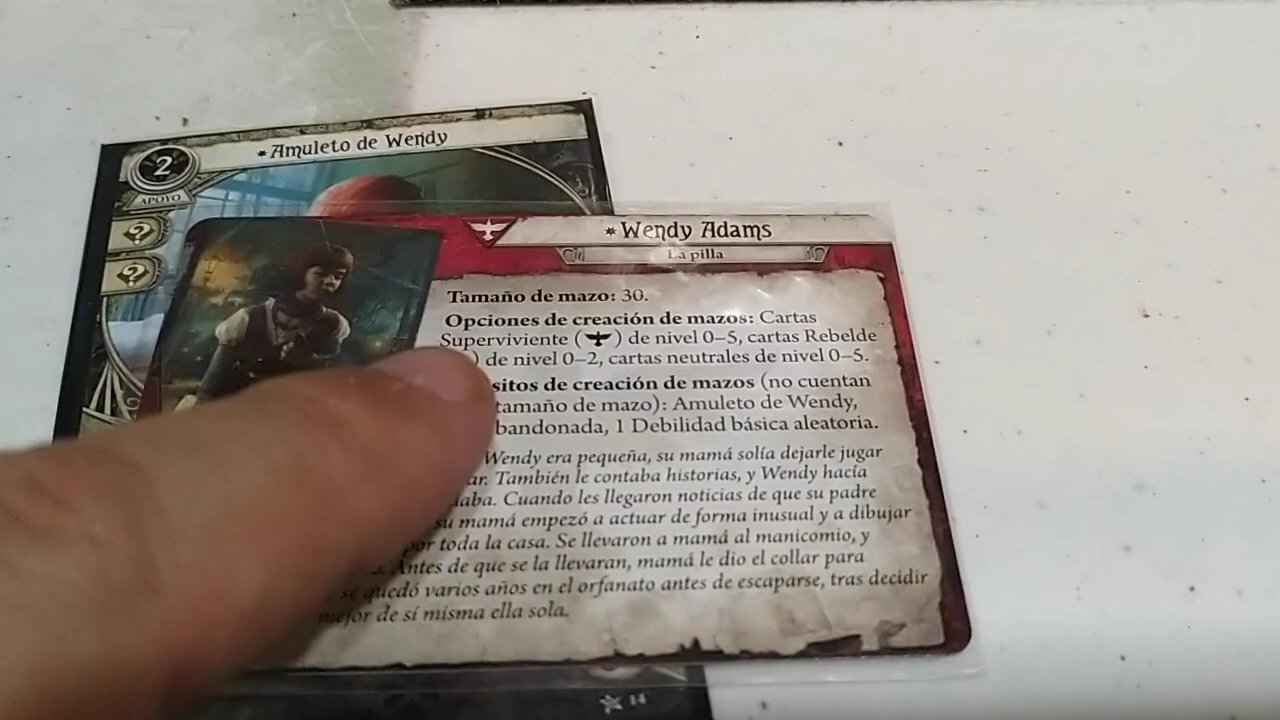 Amuleto de Wendy
2
APOYO
Wendy Adams
La pilla
Tamaño de mazo: 30.
Opciones de creación de mazos: Cartas
Superviviente ( ) de nivel 0–5, cartas Rebelde
) de nivel 0–2, cartas neutrales de nivel 0–5.
sitos de creación de mazos (no cuentan
tamaño de mazo): Amuleto de Wendy,
bandonada, 1 Debilidad básica aleatoria.
Wendy era pequeña, su mamá solía dejarle jugar
ar. También le contaba historias, y Wendy hacía
daba. Cuando les llegaron noticias de que su padre
su mamá empezó a actuar de forma inusual y a dibujar
por toda la casa. Se llevaron a mamá al manicomio, y
Antes de que se la llevaran, mamá le dio el collar para
se quedó varios años en el orfanato antes de escaparse, tras decidir
mejor de sí misma ella sola.
14